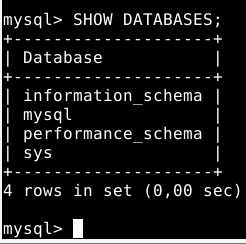 mysql> SHOW DATABASES;
+--------------------+
| Database           |
+--------------------+
| information_schema |
| mysql              |
| performance_schema |
| sys                |
+--------------------+
4 rows in set (0,00 sec)
mysql>